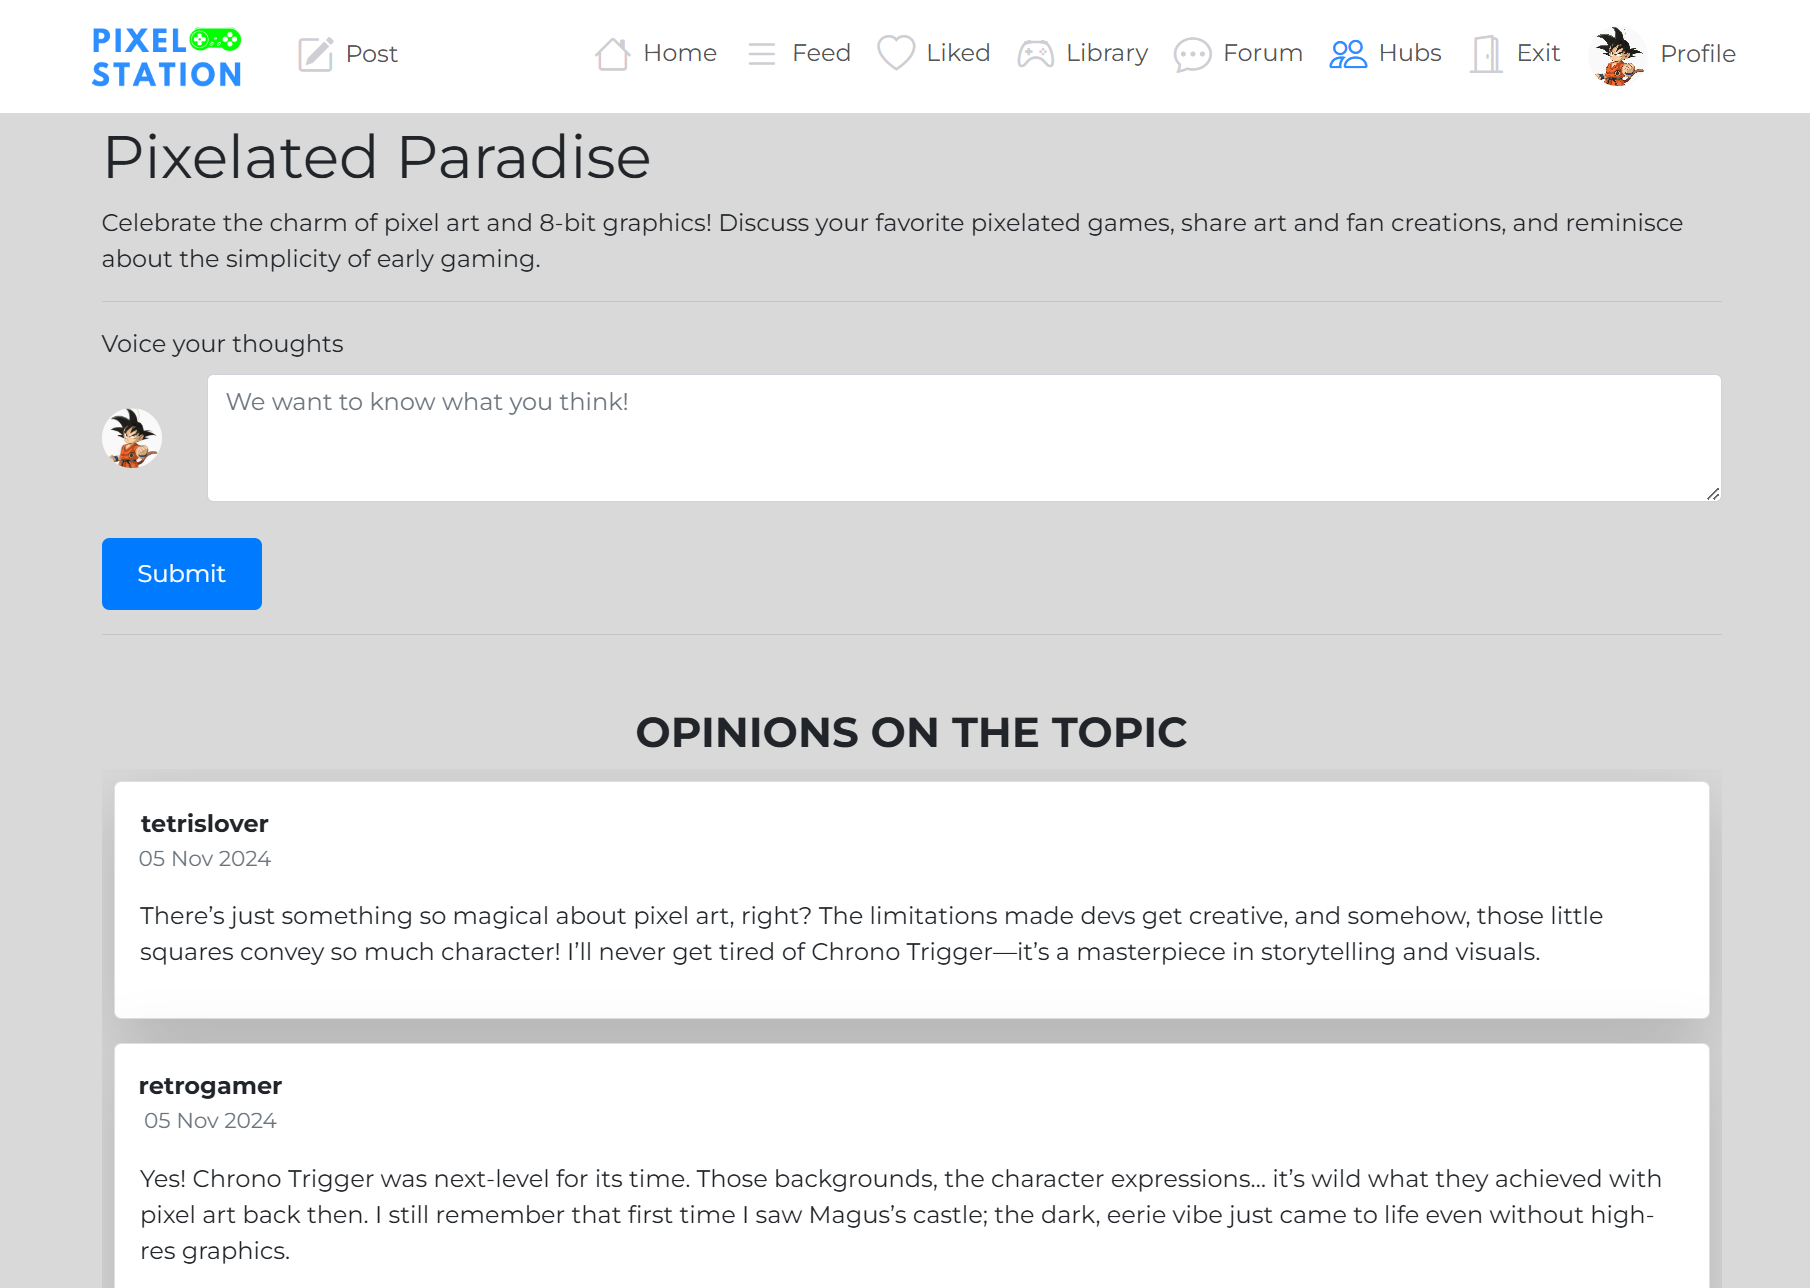 PIXEL
STATION
Post
Home
Feed
Liked
Library
Forum
Hubs
Exit
Profile
Pixelated Paradise
Celebrate the charm of pixel art and 8-bit graphics! Discuss your favorite pixelated games, share art and fan creations, and reminisce
about the simplicity of early gaming.
Voice your thoughts
We want to know what you think!
Submit
OPINIONS ON THE TOPIC
tetrislover
05 Nov 2024
There’s just something so magical about pixel art, right? The limitations made devs get creative, and somehow, those little
squares convey so much character! I’ll never get tired of Chrono Trigger—it’s a masterpiece in storytelling and visuals.
retrogamer
05 Nov 2024
Yes! Chrono Trigger was next-level for its time. Those backgrounds, the character expressions... it’s wild what they achieved with
pixel art back then. I still remember that first time I saw Magus’s castle; the dark, eerie vibe just came to life even without high-
res graphics.